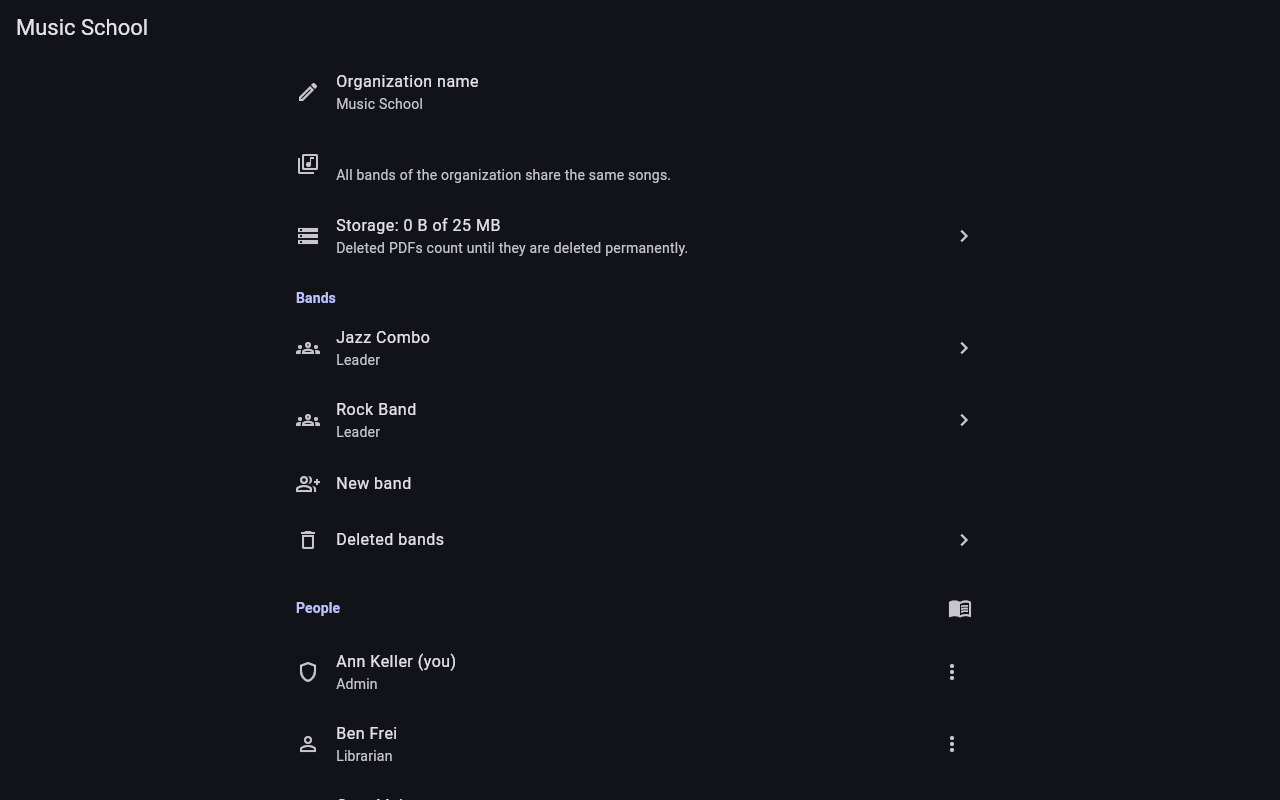 Music School
Organization name
Music School
All bands of the organization share the same songs.
Storage: 0 B of 25 MB
Deleted PDFs count until they are deleted permanently.
Bands
Jazz Combo
Leader
Rock Band
Leader
New band
Deleted bands
People
Ann Keller (you)
Admin
Ben Frei
Librarian